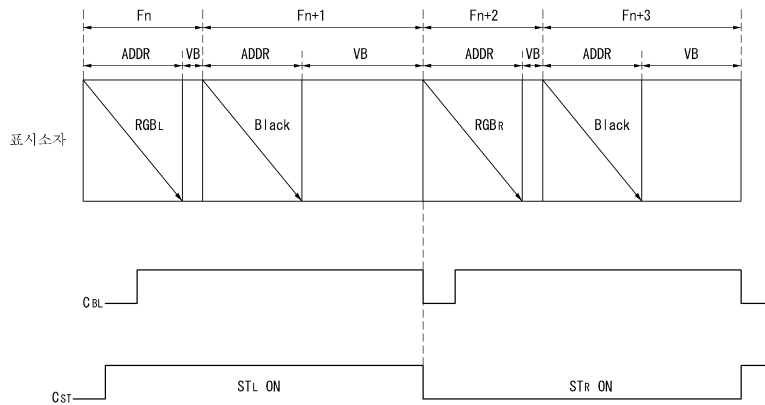 Fn Fn+1 Fn+2 Fn+3
ADDR VB ADDR VB ADDR VB ADDR VB
표시소자 RGBL Black RGBR Black
CBL
CST STL ON STR ON